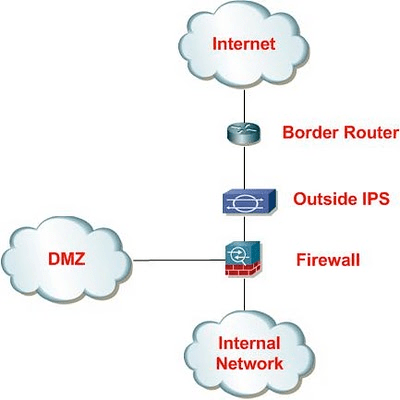 Internet
Border Router
Outside IPS
DMZ
Firewall
Internal
Network